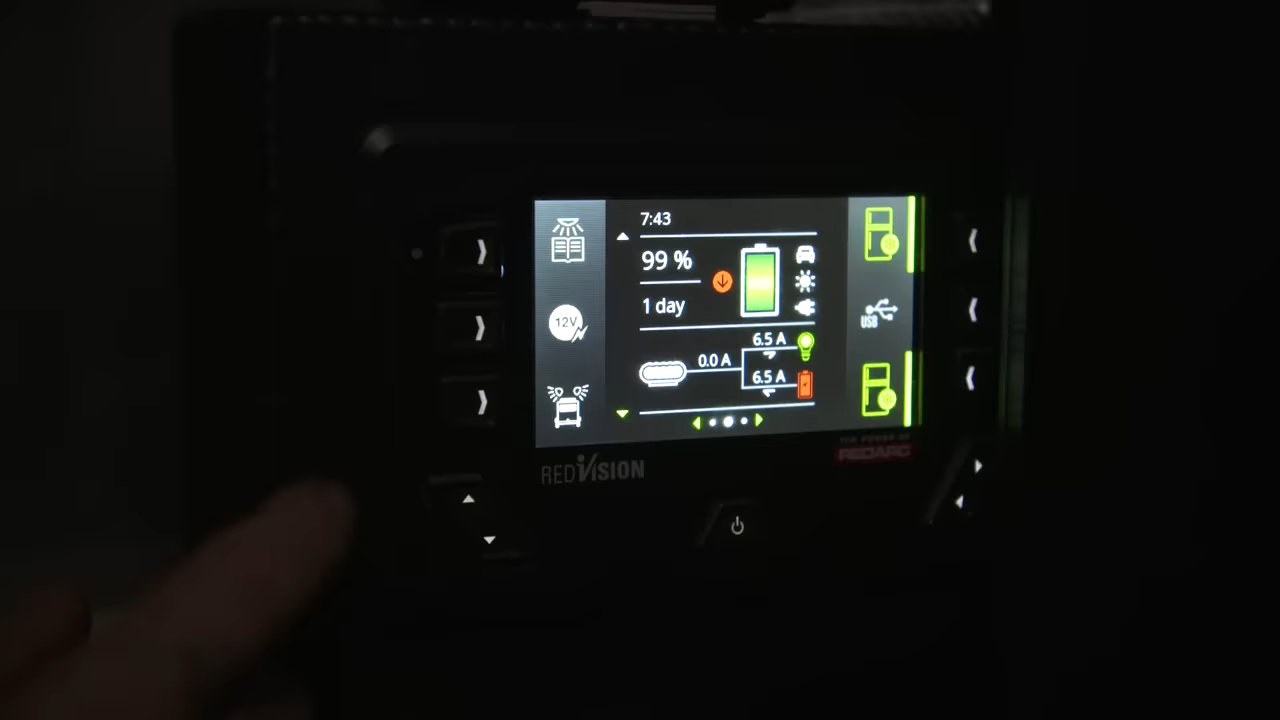 7:43
99 %
1 day
12V
USB
6.5 A
0.0 A
6.5 A
REDVISION
THE POWER OF
REDARC